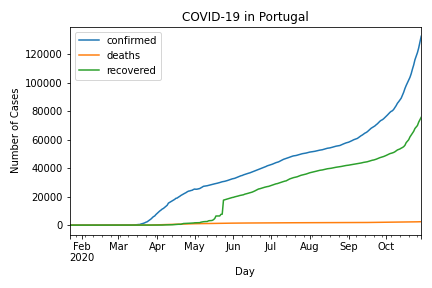 COVID-19 in Portugal
confirmed
deaths
recovered
Number of Cases
120000
100000
80000
60000
40000
20000
0
Feb Mar Apr May Jun Jul Aug Sep Oct
2020
Day